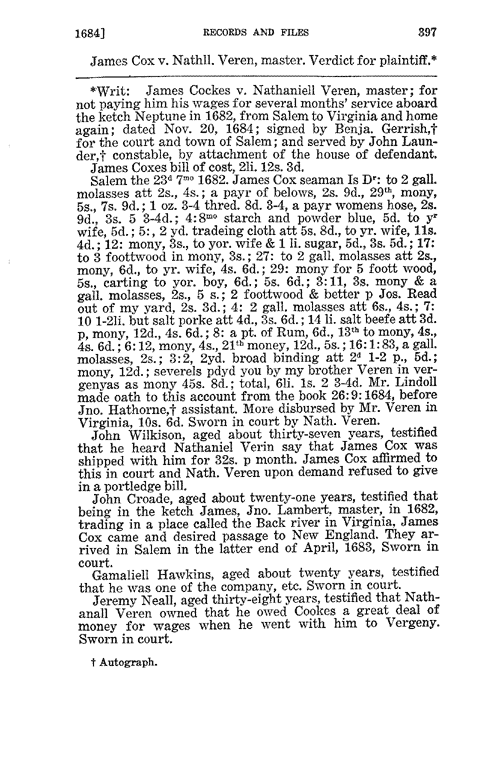 1684] RECORDS AND FILES 397
James Cox v. Nathll. Veren, master. Verdict for plaintiff.*
*Writ: James Cockes v. Nathaniell Veren, master; for
not paying him his wages for several months' service aboard
the ketch Neptune in 1682, from Salem to Virginia and home
again; dated Nov. 20, 1684; signed by Benja. Gerrish,†
for the court and town of Salem; and served by John Laun-
der,† constable, by attachment of the house of defendant.
James Coxes bill of cost, 2li. 12s. 3d.
Salem the 23ᵈ 7ᵐᵒ 1682. James Cox seaman Is Dʳ: to 2 gall.
molasses att 2s., 4s.; a payr of belows, 2s. 9d., 29ᵗʰ, mony,
5s., 7s. 9d.; 1 oz. 3-4 thred. 8d. 3-4, a payr womens hose, 2s.
9d., 3s. 5 3-4d.; 4:8ᵐᵒ starch and powder blue, 5d. to yʳ
wife, 5d.; 5:, 2 yd. tradeing cloth att 5s. 8d., to yr. wife, 11s.
4d.; 12: mony, 3s., to yor. wife & 1 li. sugar, 5d., 3s. 5d.; 17:
to 3 foottwood in mony, 3s.; 27: to 2 gall. molasses att 2s.,
mony, 6d., to yr. wife, 4s. 6d.; 29: mony for 5 foott wood,
5s., carting to yor. boy, 6d.; 5s. 6d.; 3:11, 3s. mony & a
gall. molasses, 2s., 5 s.; 2 foottwood & better p Jos. Read
out of my yard, 2s. 3d.; 4: 2 gall. molasses att 6s., 4s.; 7:
10 1-2li. but salt porke att 4d., 3s. 6d.; 14 li. salt beefe att 3d.
p, mony, 12d., 4s. 6d.; 8: a pt. of Rum, 6d., 13ᵗʰ to mony, 4s.,
4s. 6d.; 6:12, mony, 4s., 21ᵗʰ money, 12d., 5s.; 16:1:83, a gall.
molasses, 2s.; 3:2, 2yd. broad binding att 2ᵈ 1-2 p., 5d.;
mony, 12d.; severels pdyd you by my brother Veren in ver-
genyas as mony 45s. 8d.; total, 6li. 1s. 2 3-4d. Mr. Lindoll
made oath to this account from the book 26:9:1684, before
Jno. Hathorne,† assistant. More disbursed by Mr. Veren in
Virginia, 10s. 6d. Sworn in court by Nath. Veren.
John Wilkison, aged about thirty-seven years, testified
that he heard Nathaniel Verin say that James Cox was
shipped with him for 32s. p month. James Cox affirmed to
this in court and Nath. Veren upon demand refused to give
in a portledge bill.
John Croade, aged about twenty-one years, testified that
being in the ketch James, Jno. Lambert, master, in 1682,
trading in a place called the Back river in Virginia, James
Cox came and desired passage to New England. They ar-
rived in Salem in the latter end of April, 1683, Sworn in
court.
Gamaliell Hawkins, aged about twenty years, testified
that he was one of the company, etc. Sworn in court.
Jeremy Neall, aged thirty-eight years, testified that Nath-
anall Veren owned that he owed Cookes a great deal of
money for wages when he went with him to Vergeny.
Sworn in court.
† Autograph.